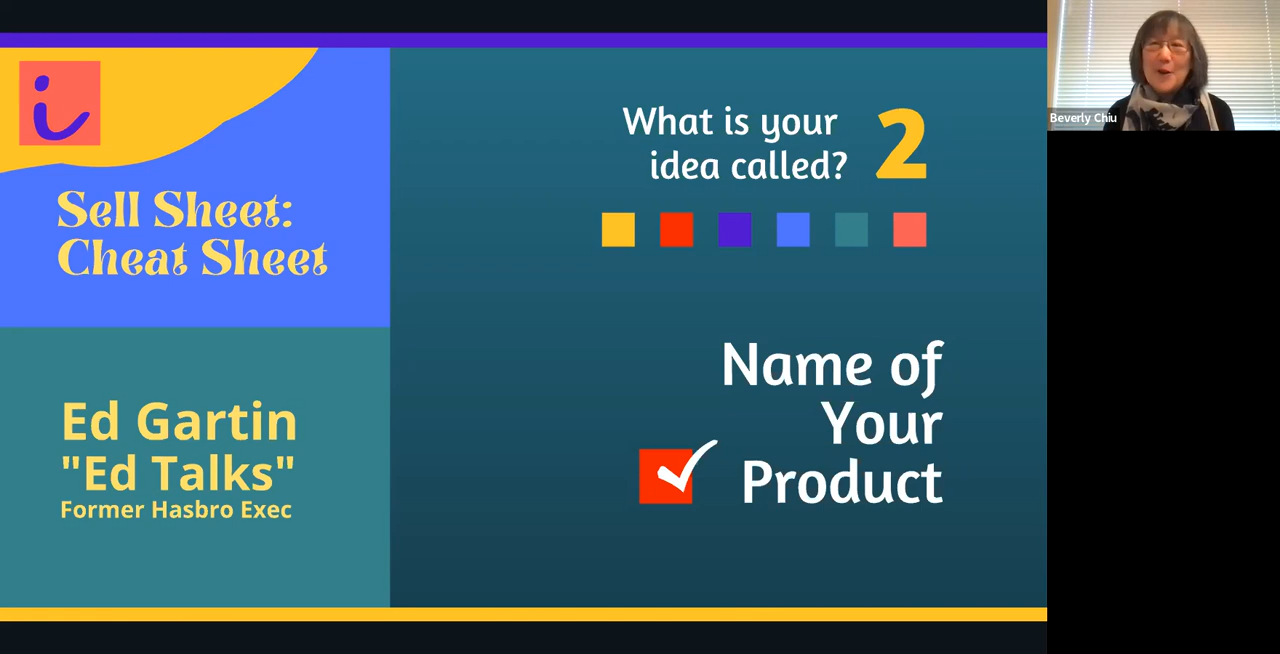 Sell Sheet:
Cheat Sheet
Ed Gartin
"Ed Talks"
Former Hasbro Exec
What is your
idea called?
2
Name of
Your
Product
Beverly Chiu